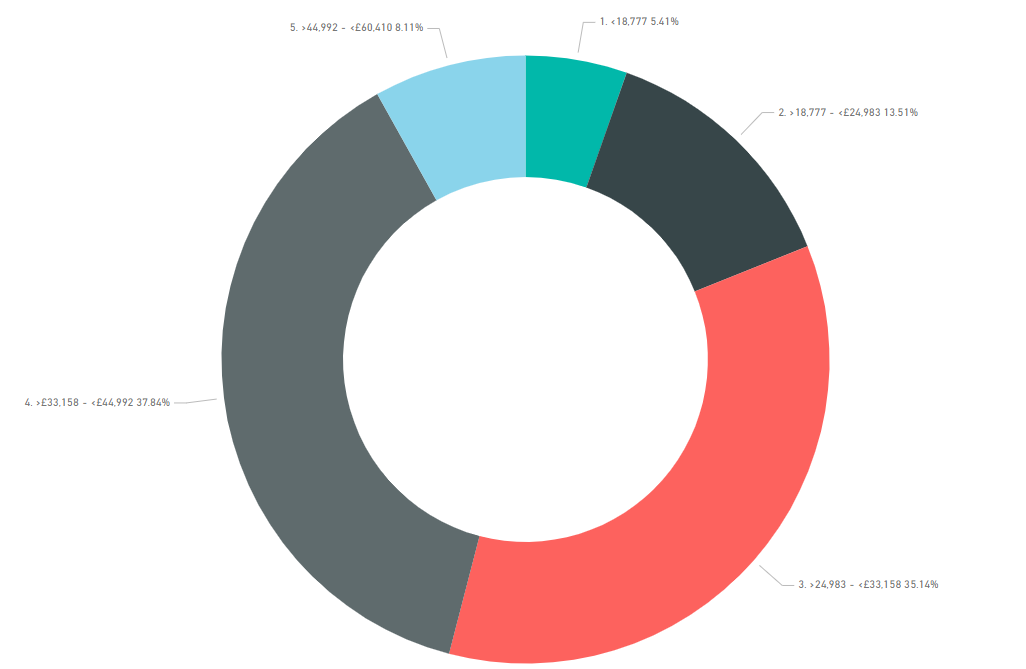 5. >44,992 - <£60,410 8.11%
1. <18,777 5.41%
2. >18,777 - <£24,983 13.51%
4. >£33,158 - <£44,992 37.84%
3. >24,983 - <£33,158 35.14%